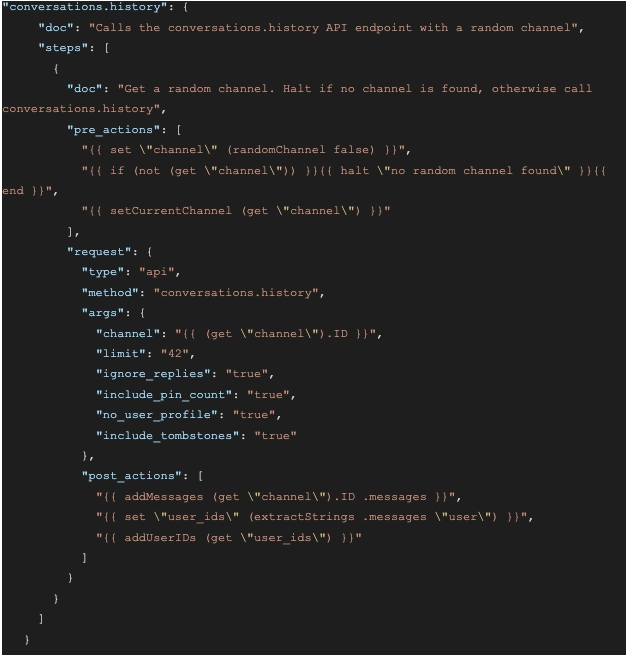 "conversations.history": {
"doc": "Calls the conversations.history API endpoint with a random channel",
"steps": [
{
"doc": "Get a random channel. Halt if no channel is found, otherwise call
conversations.history",
"pre_actions": [
"{{ set \"channel\" (randomChannel false) }}",
"{{ if (not (get \"channel\")) }}{{ halt \"no random channel found\" }}{{
end }}",
"{{ setCurrentChannel (get \"channel\") }}"
],
"request": {
"type": "api",
"method": "conversations.history",
"args": {
"channel": "{{ (get \"channel\").ID }}",
"limit": "42",
"ignore_replies": "true",
"include_pin_count": "true",
"no_user_profile": "true",
"include_tombstones": "true"
},
"post_actions": [
"{{ addMessages (get \"channel\").ID .messages }}",
"{{ set \"user_ids\" (extractStrings .messages \"user\") }}",
"{{ addUserIDs (get \"user_ids\") }}"
]
}
}
]
}